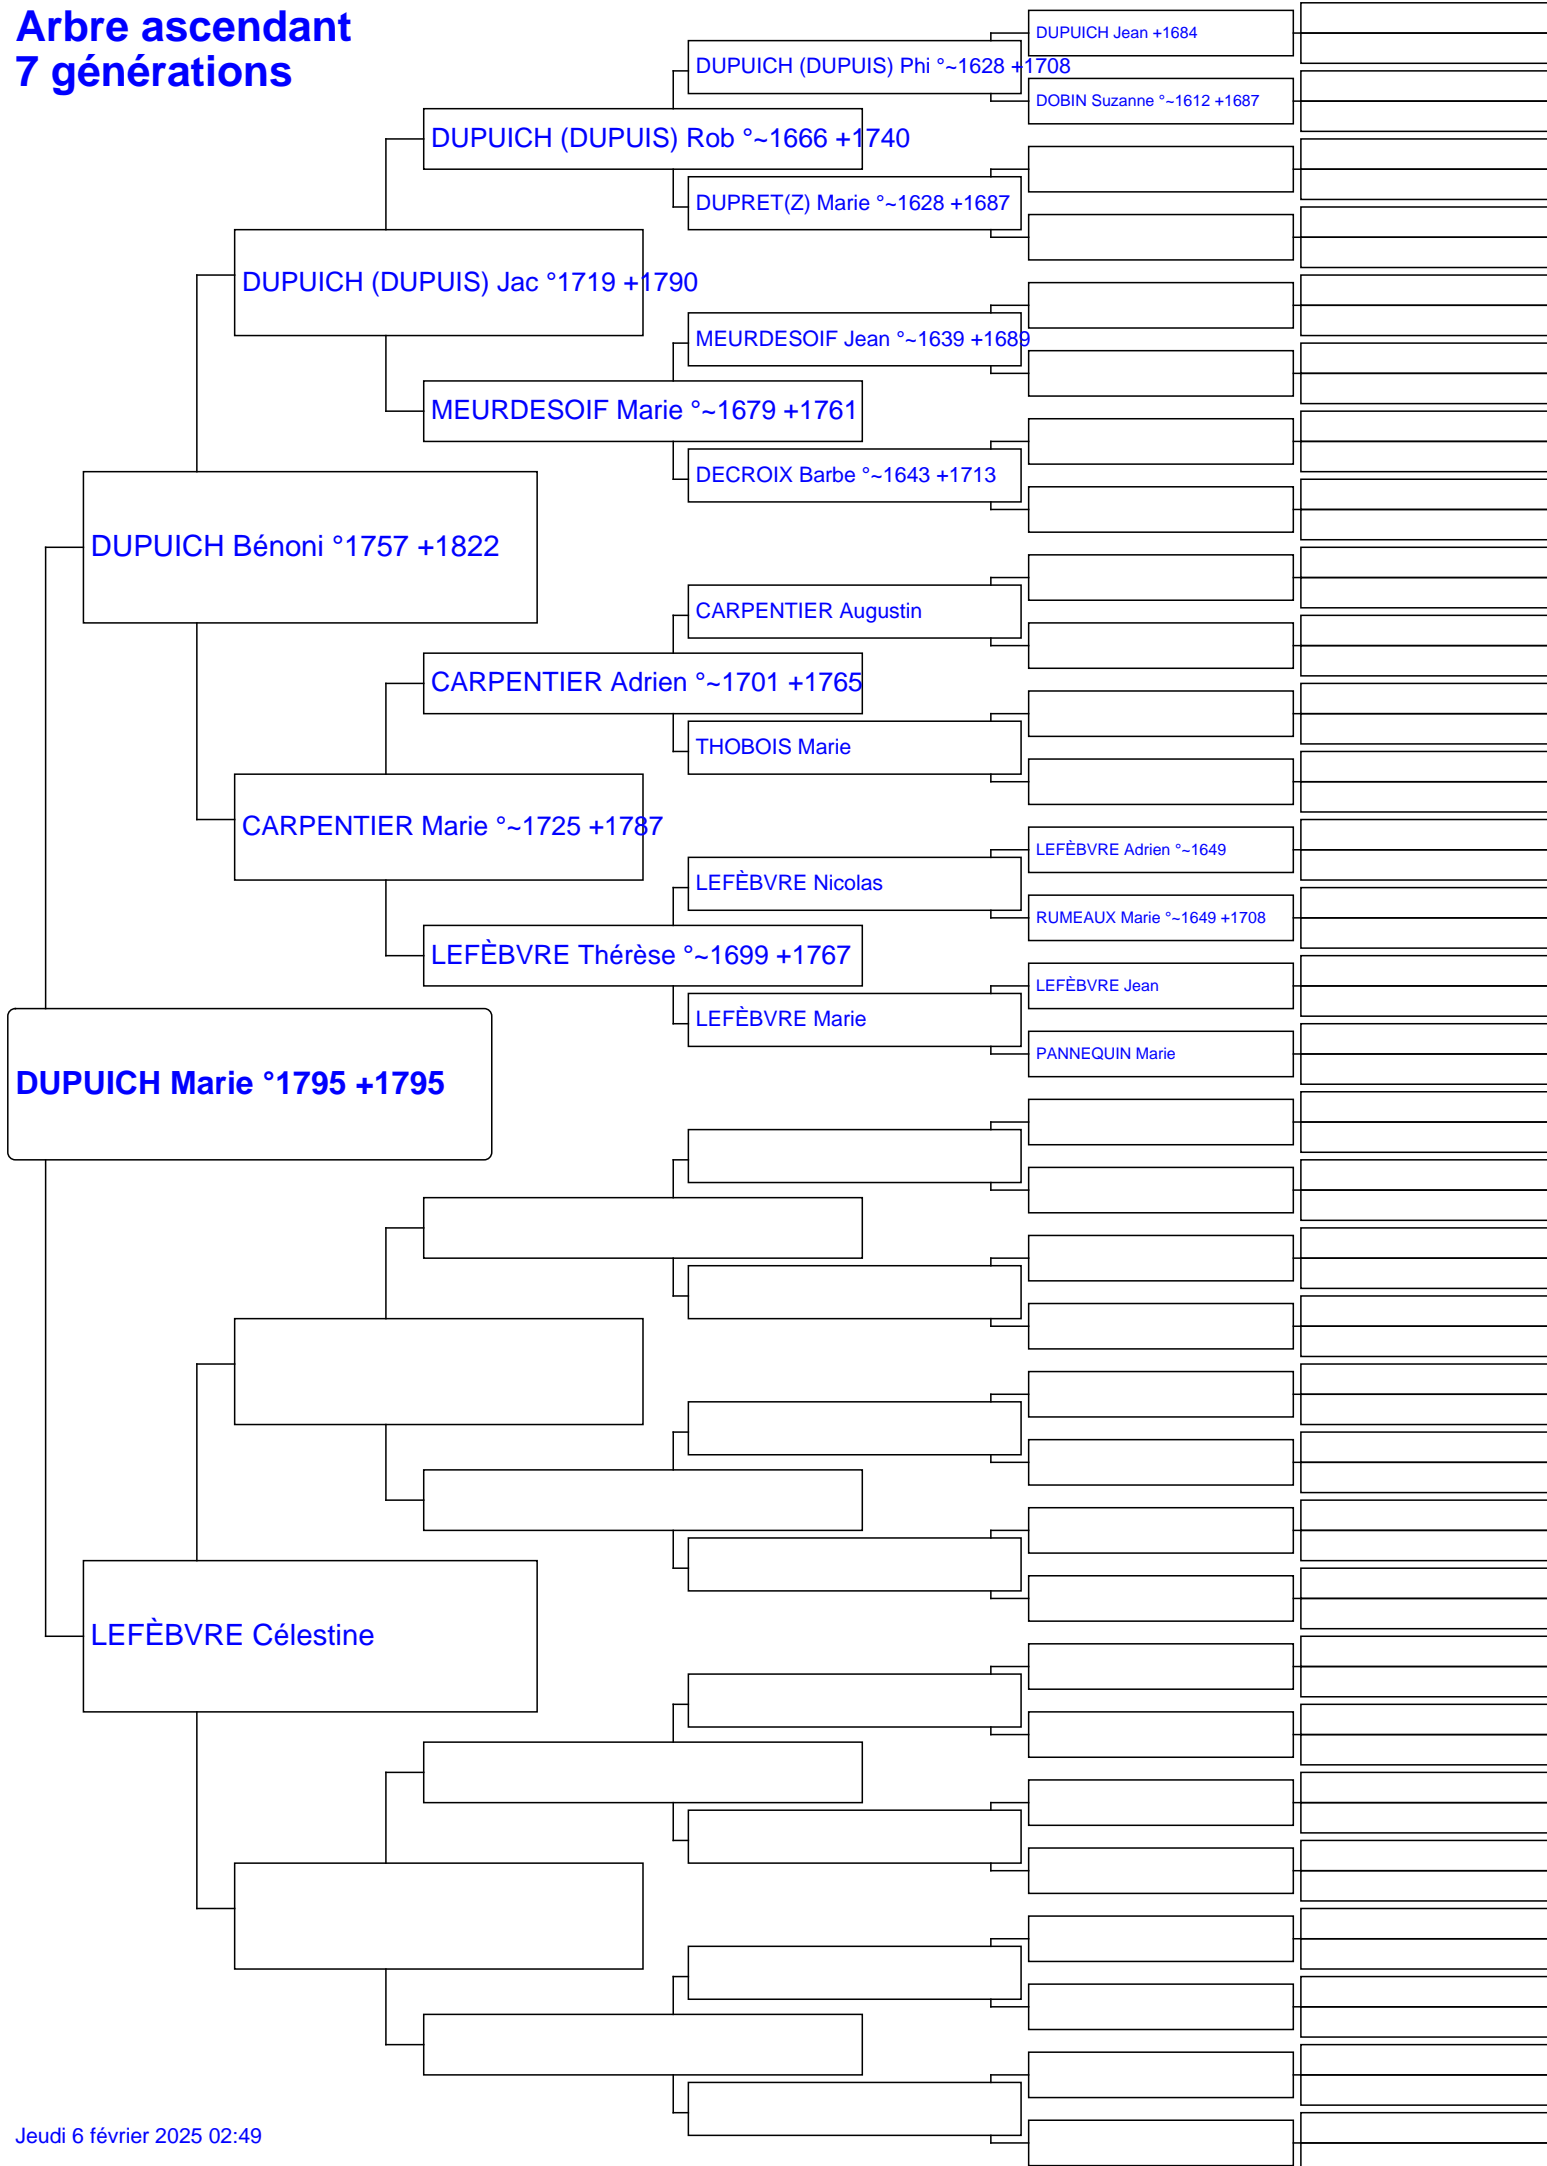 Arbre ascendant
7 générations
DUPUICH Jean +1684
DUPUICH (DUPUIS) Phi °~1628 +1708
DOBIN Suzanne °~1612 +1687
DUPUICH (DUPUIS) Rob °~1666 +1740
DUPRET(Z) Marie °~1628 +1687
DUPUICH (DUPUIS) Jac °1719 +1790
MEURDESOIF Jean °~1639 +1689
MEURDESOIF Marie °~1679 +1761
DECROIX Barbe °~1643 +1713
DUPUICH Bénoni °1757 +1822
CARPENTIER Augustin
CARPENTIER Adrien °~1701 +1765
THOBOIS Marie
CARPENTIER Marie °~1725 +1787
LEFÈBVRE Adrien °~1649
LEFÈBVRE Nicolas
RUMEAUX Marie °~1649 +1708
LEFÈBVRE Thérèse °~1699 +1767
LEFÈBVRE Jean
LEFÈBVRE Marie
PANNEQUIN Marie
DUPUICH Marie °1795 +1795
LEFÈBVRE Célestine
Jeudi 6 février 2025 02:49